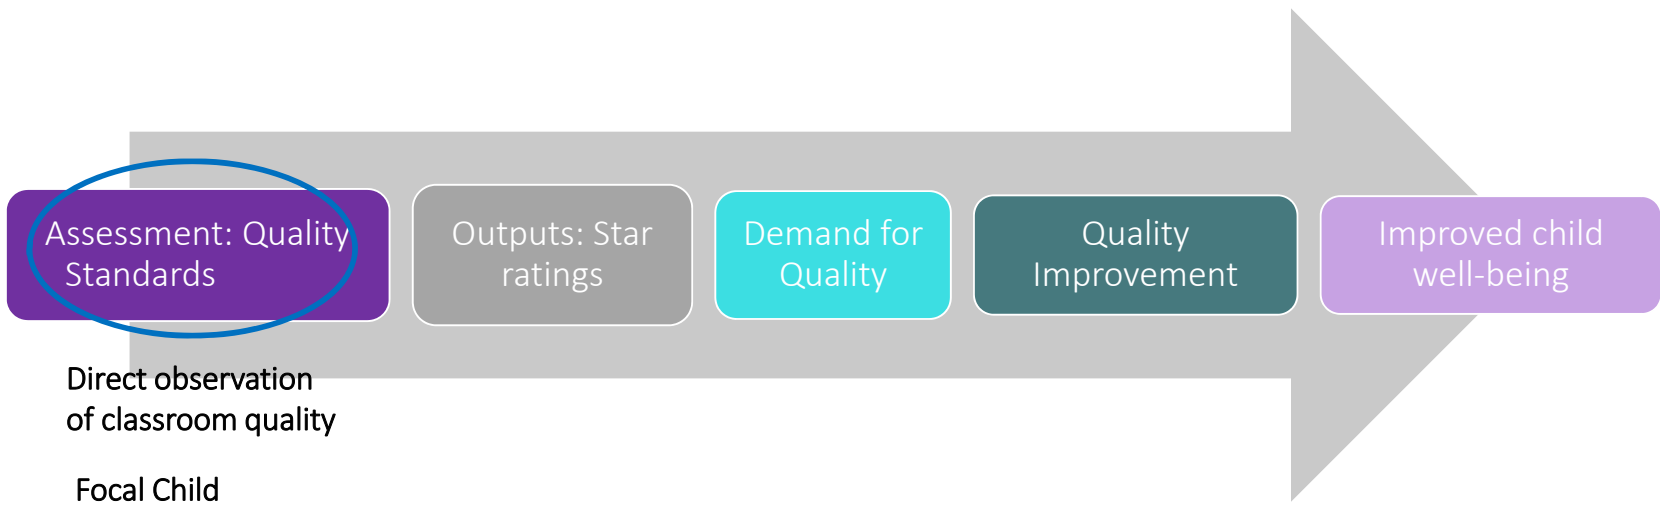 Assessment: Quality
Standards
Outputs: Star
ratings
Demand for
Quality
Quality
Improvement
Improved child
well-being
Direct observation
of classroom quality
Focal Child